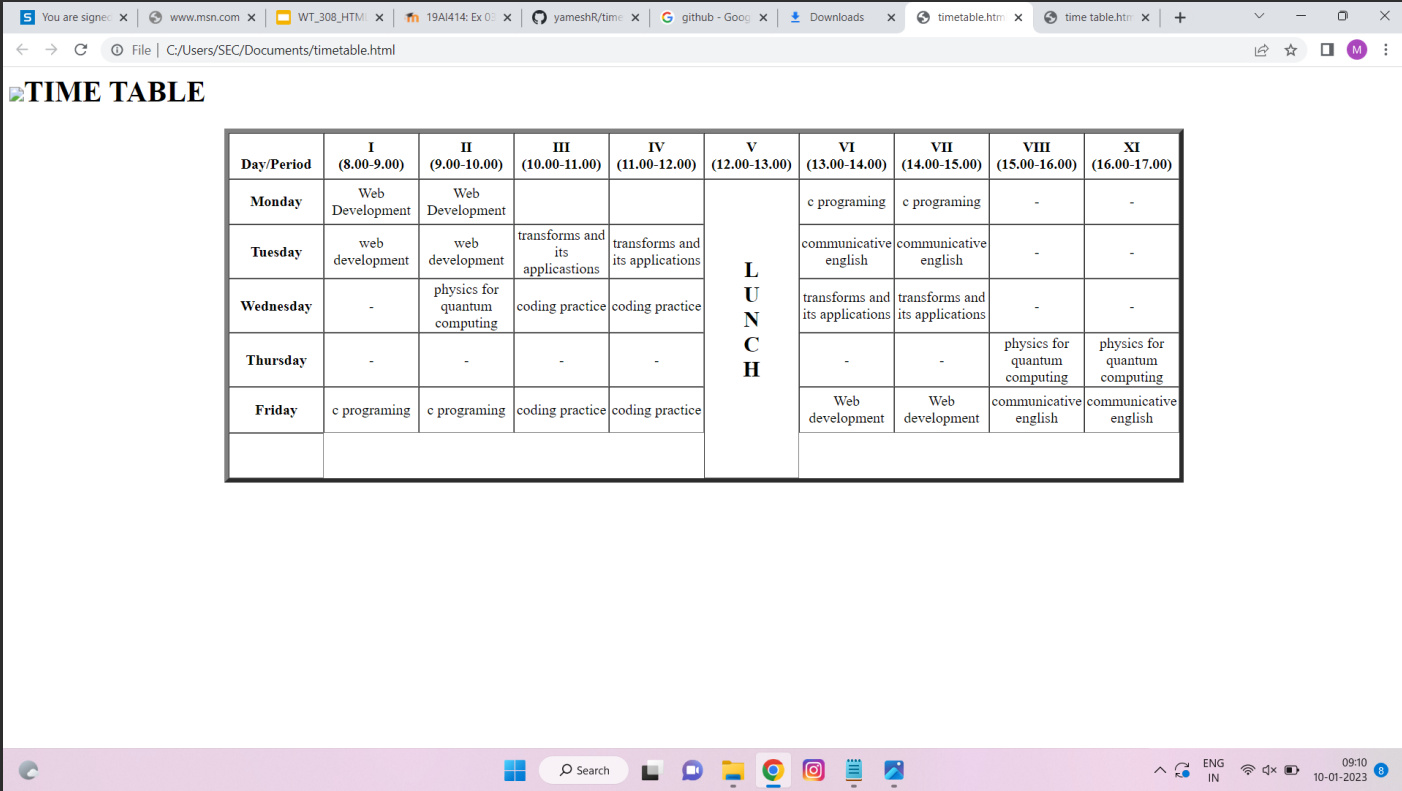 You are signe
www.msn.com
WT_308_HTM
19AI414: Ex 03
yameshR/time
github - Goog
Downloads
timetable.htm
time table.htm
File | C:/Users/SEC/Documents/timetable.html
M
TIME TABLE
Day/Period
I
(8.00-9.00)
II
(9.00-10.00)
III
(10.00-11.00)
IV
(11.00-12.00)
V
(12.00-13.00)
VI
(13.00-14.00)
VII
(14.00-15.00)
VIII
(15.00-16.00)
XI
(16.00-17.00)
Monday
Web
Development
Web
Development
c programing
c programing
-
-
Tuesday
web
development
web
development
transforms and
its
applicastions
transforms and
its applications
communicative
english
communicative
english
-
-
Wednesday
-
physics for
quantum
computing
coding practice
coding practice
transforms and
its applications
transforms and
its applications
-
-
Thursday
-
-
-
-
-
-
physics for
quantum
computing
physics for
quantum
computing
Friday
c programing
c programing
coding practice
coding practice
Web
development
Web
development
communicative
english
communicative
english
L
U
N
C
H
Search
ENG
IN
09:10
10-01-2023
8